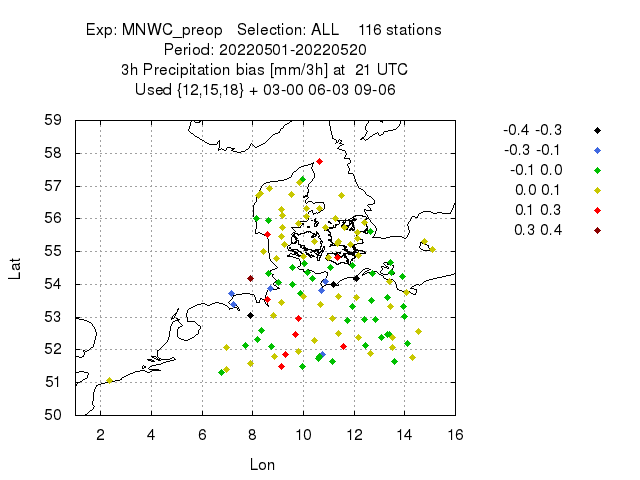 Exp: MNWC_preop   Selection: ALL    116 stations
Period: 20220501-20220520
3h Precipitation bias [mm/3h] at  21 UTC
Used {12,15,18} + 03-00 06-03 09-06
59
58
57
56
55
54
53
52
51
50
Lat
2 4 6 8 10 12 14 16
Lon
-0.4 -0.3
-0.3 -0.1
-0.1 0.0
0.0 0.1
0.1 0.3
0.3 0.4